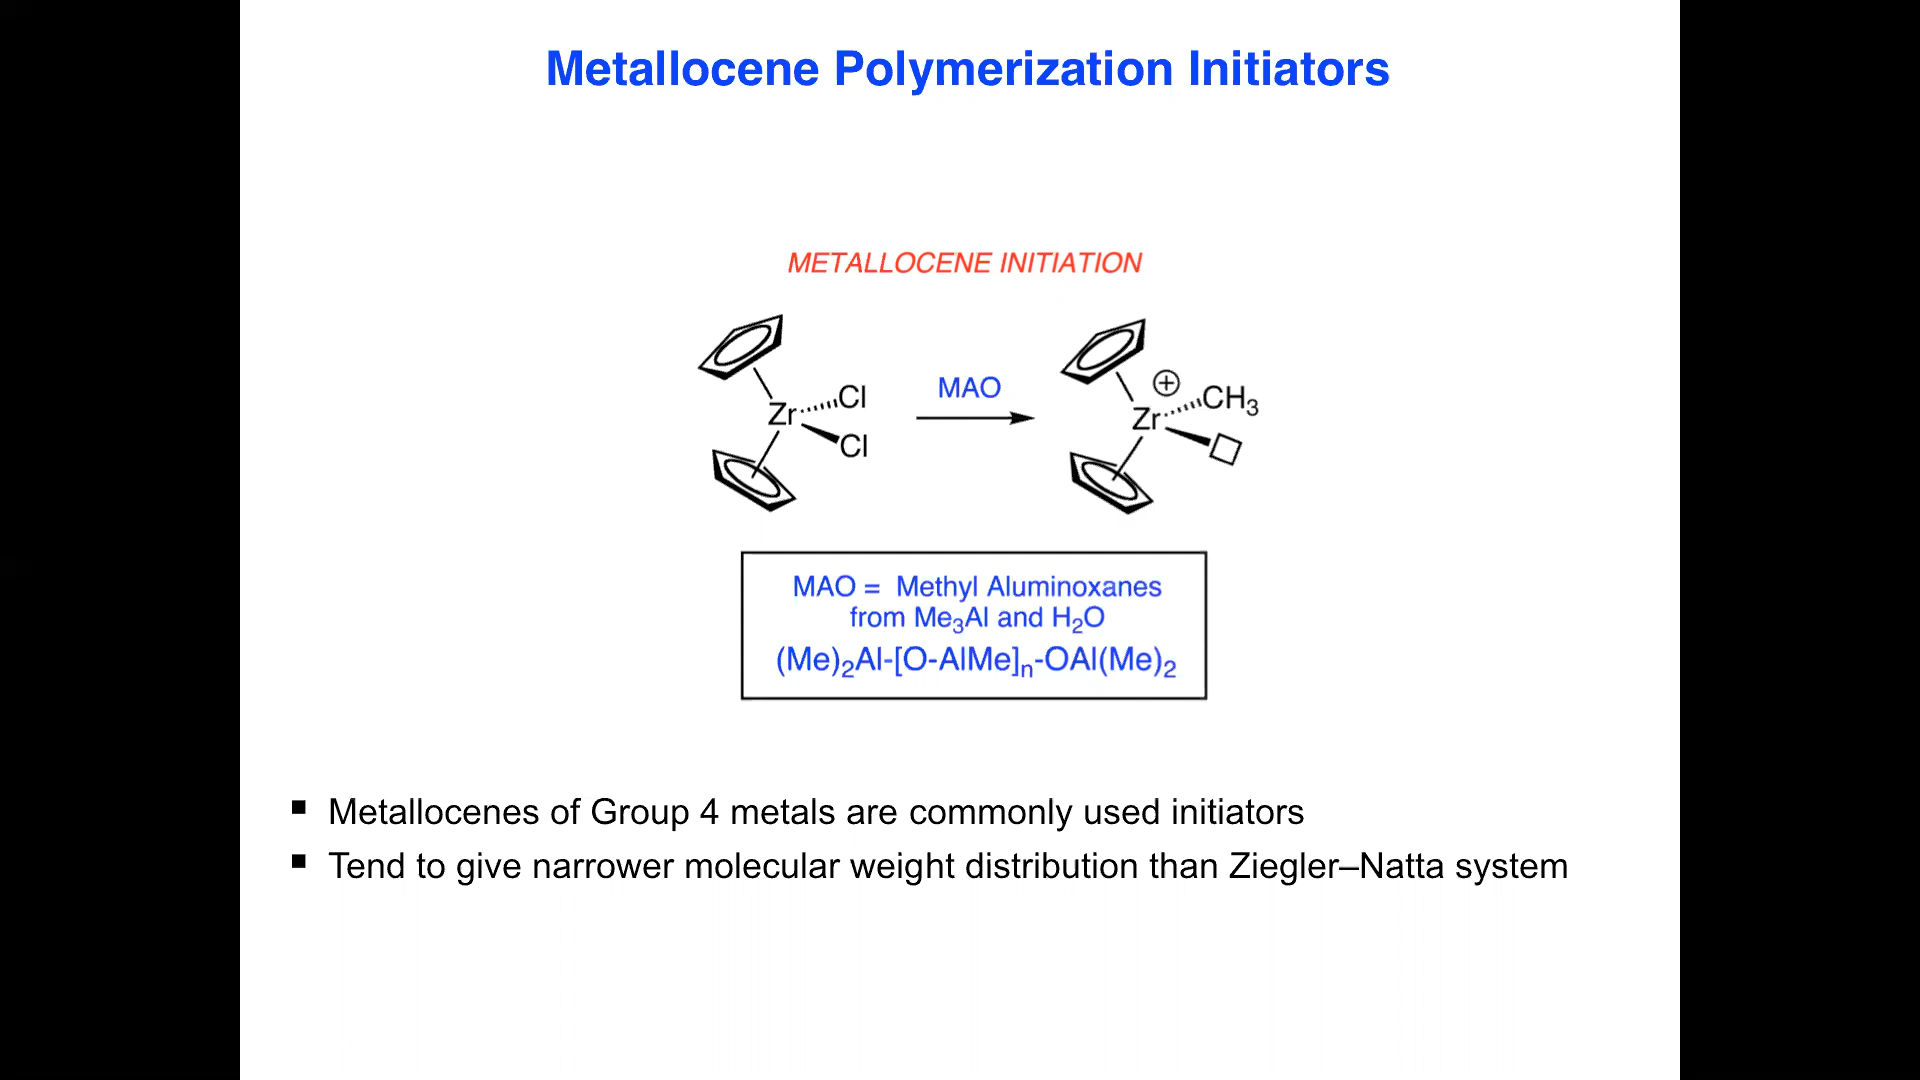 Metallocene Polymerization Initiators
METALLOCENE INITIATION
Zr
Cl
Cl
MAO
Zr
⊕
CH₃
MAO = Methyl Aluminoxanes
from Me₃Al and H₂O
(Me)₂Al-[O-AlMe]ₙ-OAl(Me)₂
▪ Metallocenes of Group 4 metals are commonly used initiators
▪ Tend to give narrower molecular weight distribution than Ziegler–Natta system